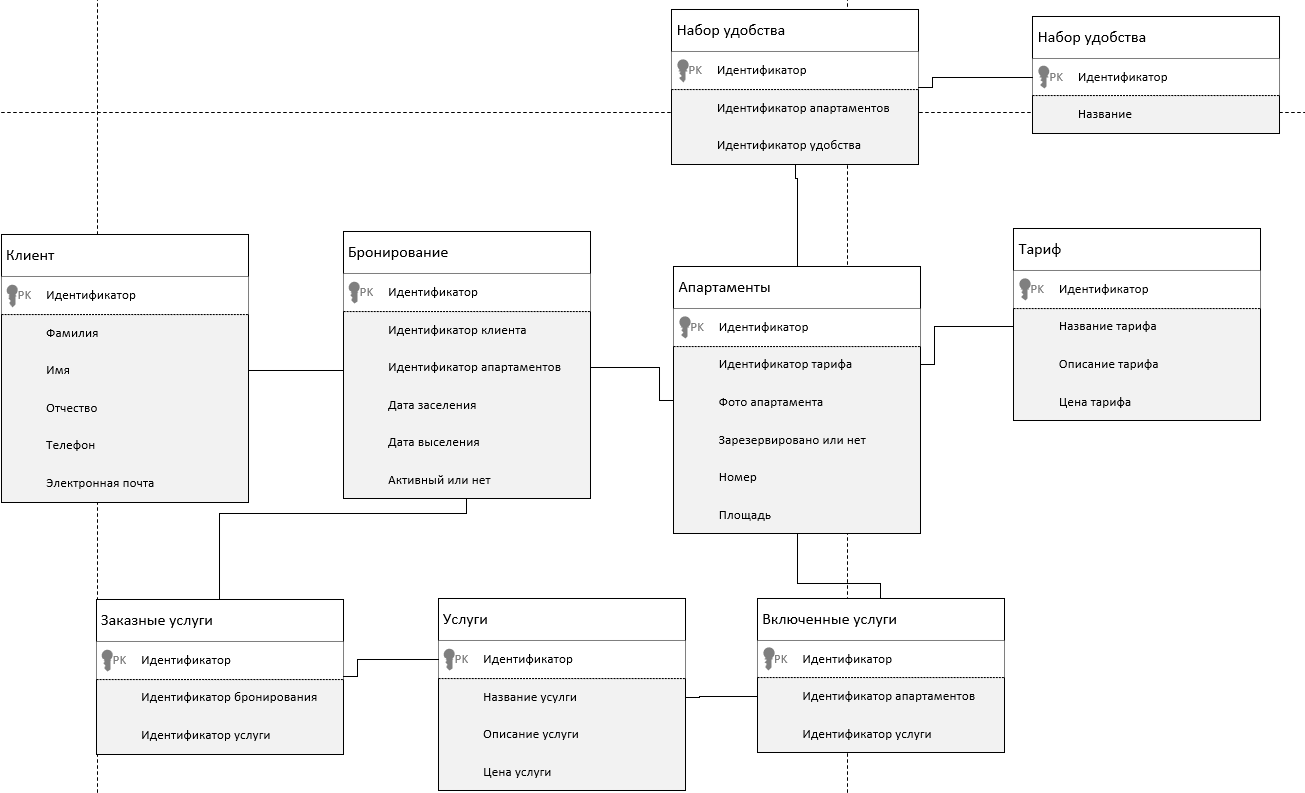 Набор удобства
PK Идентификатор
Идентификатор апартаментов
Идентификатор удобства
Набор удобства
PK Идентификатор
Название
Клиент
PK Идентификатор
Фамилия
Имя
Отчество
Телефон
Электронная почта
Бронирование
PK Идентификатор
Идентификатор клиента
Идентификатор апартаментов
Дата заселения
Дата выселения
Активный или нет
Апартаменты
PK Идентификатор
Идентификатор тарифа
Фото апартамента
Зарезервировано или нет
Номер
Площадь
Тариф
PK Идентификатор
Название тарифа
Описание тарифа
Цена тарифа
Заказные услуги
PK Идентификатор
Идентификатор бронирования
Идентификатор услуги
Услуги
PK Идентификатор
Название усулги
Описание услуги
Цена услуги
Включенные услуги
PK Идентификатор
Идентификатор апартаментов
Идентификатор услуги